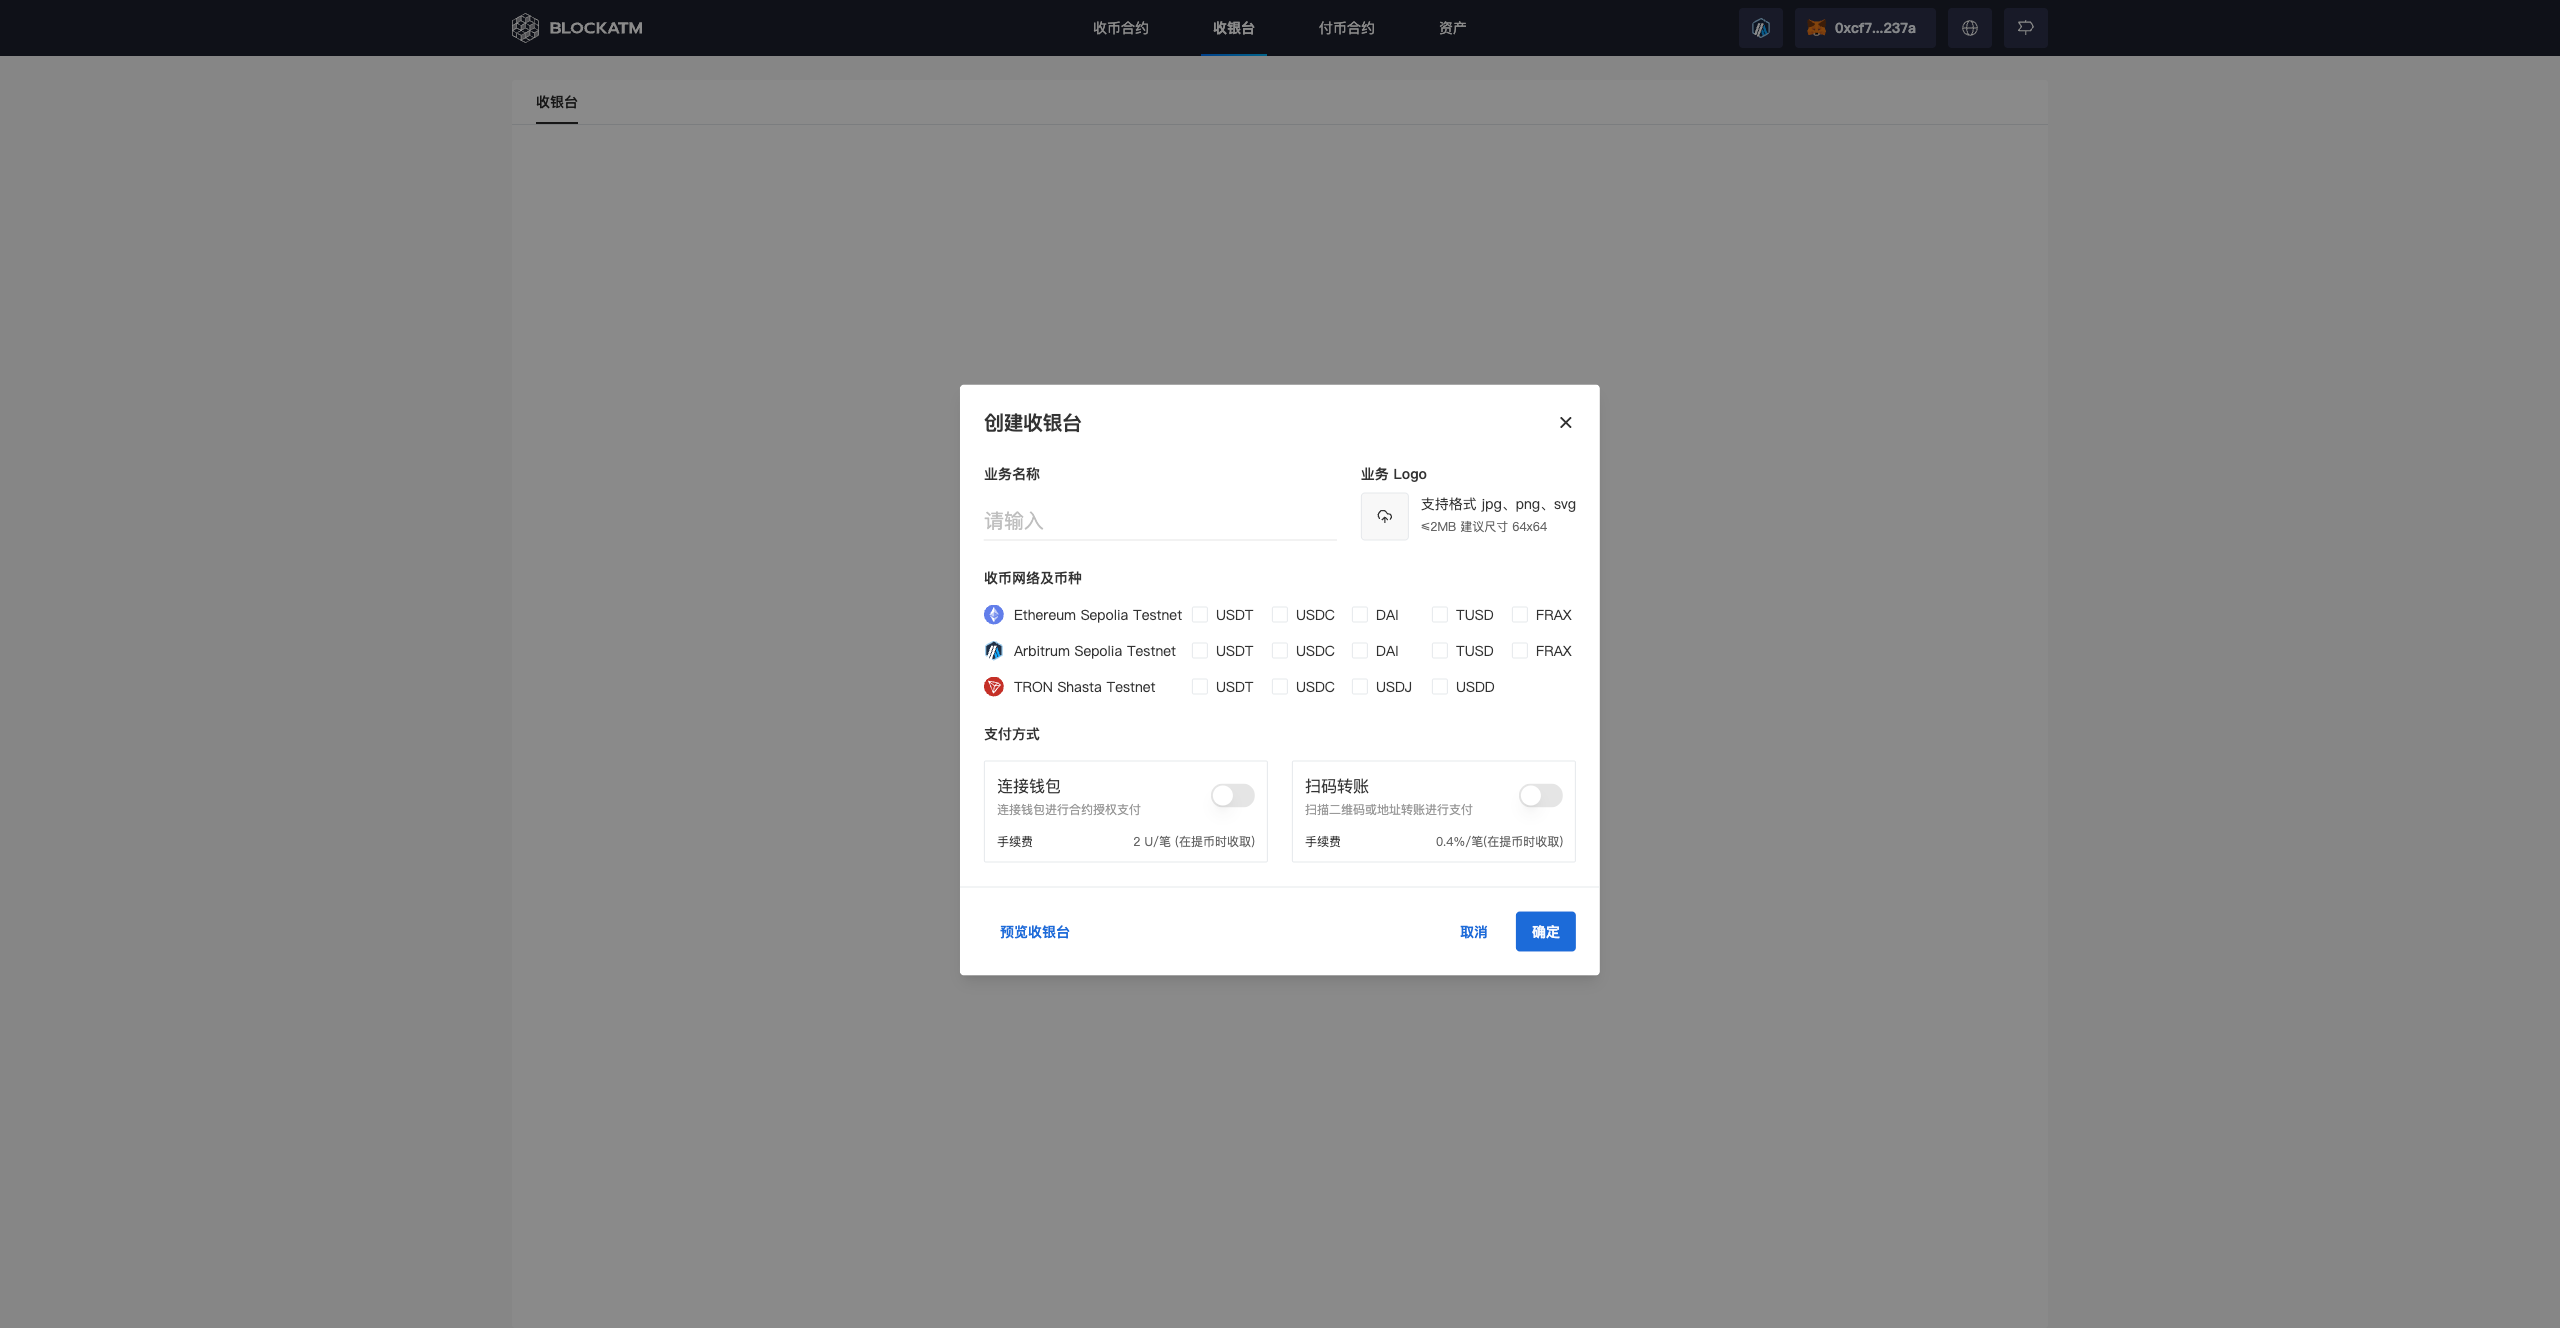 BLOCKATM 收币合约 收银台 付币合约 资产 0xcf7...237a
收银台
创建收银台
业务名称 业务 Logo
请输入 支持格式 jpg、png、svg
≤2MB 建议尺寸 64x64
收币网络及币种
Ethereum Sepolia Testnet USDT USDC DAI TUSD FRAX
Arbitrum Sepolia Testnet USDT USDC DAI TUSD FRAX
TRON Shasta Testnet USDT USDC USDJ USDD
支付方式
连接钱包
连接钱包进行合约授权支付
手续费 2 U/笔 (在提币时收取)
扫码转账
扫描二维码或地址转账进行支付
手续费 0.4%/笔(在提币时收取)
预览收银台 取消 确定